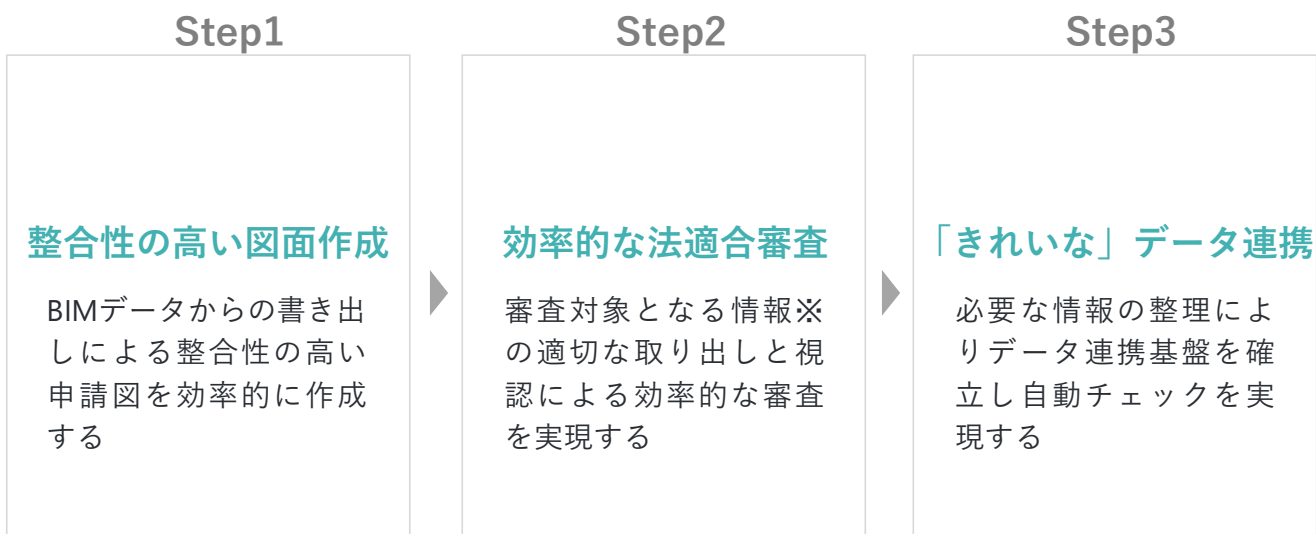 Step1
整合性の高い図面作成
BIMデータからの書き出
しによる整合性の高い
申請図を効率的に作成
する
Step2
効率的な法適合審査
審査対象となる情報※
の適切な取り出しと視
認による効率的な審査
を実現する
Step3
「きれいな」データ連携
必要な情報の整理によ
りデータ連携基盤を確
立し自動チェックを実
現する